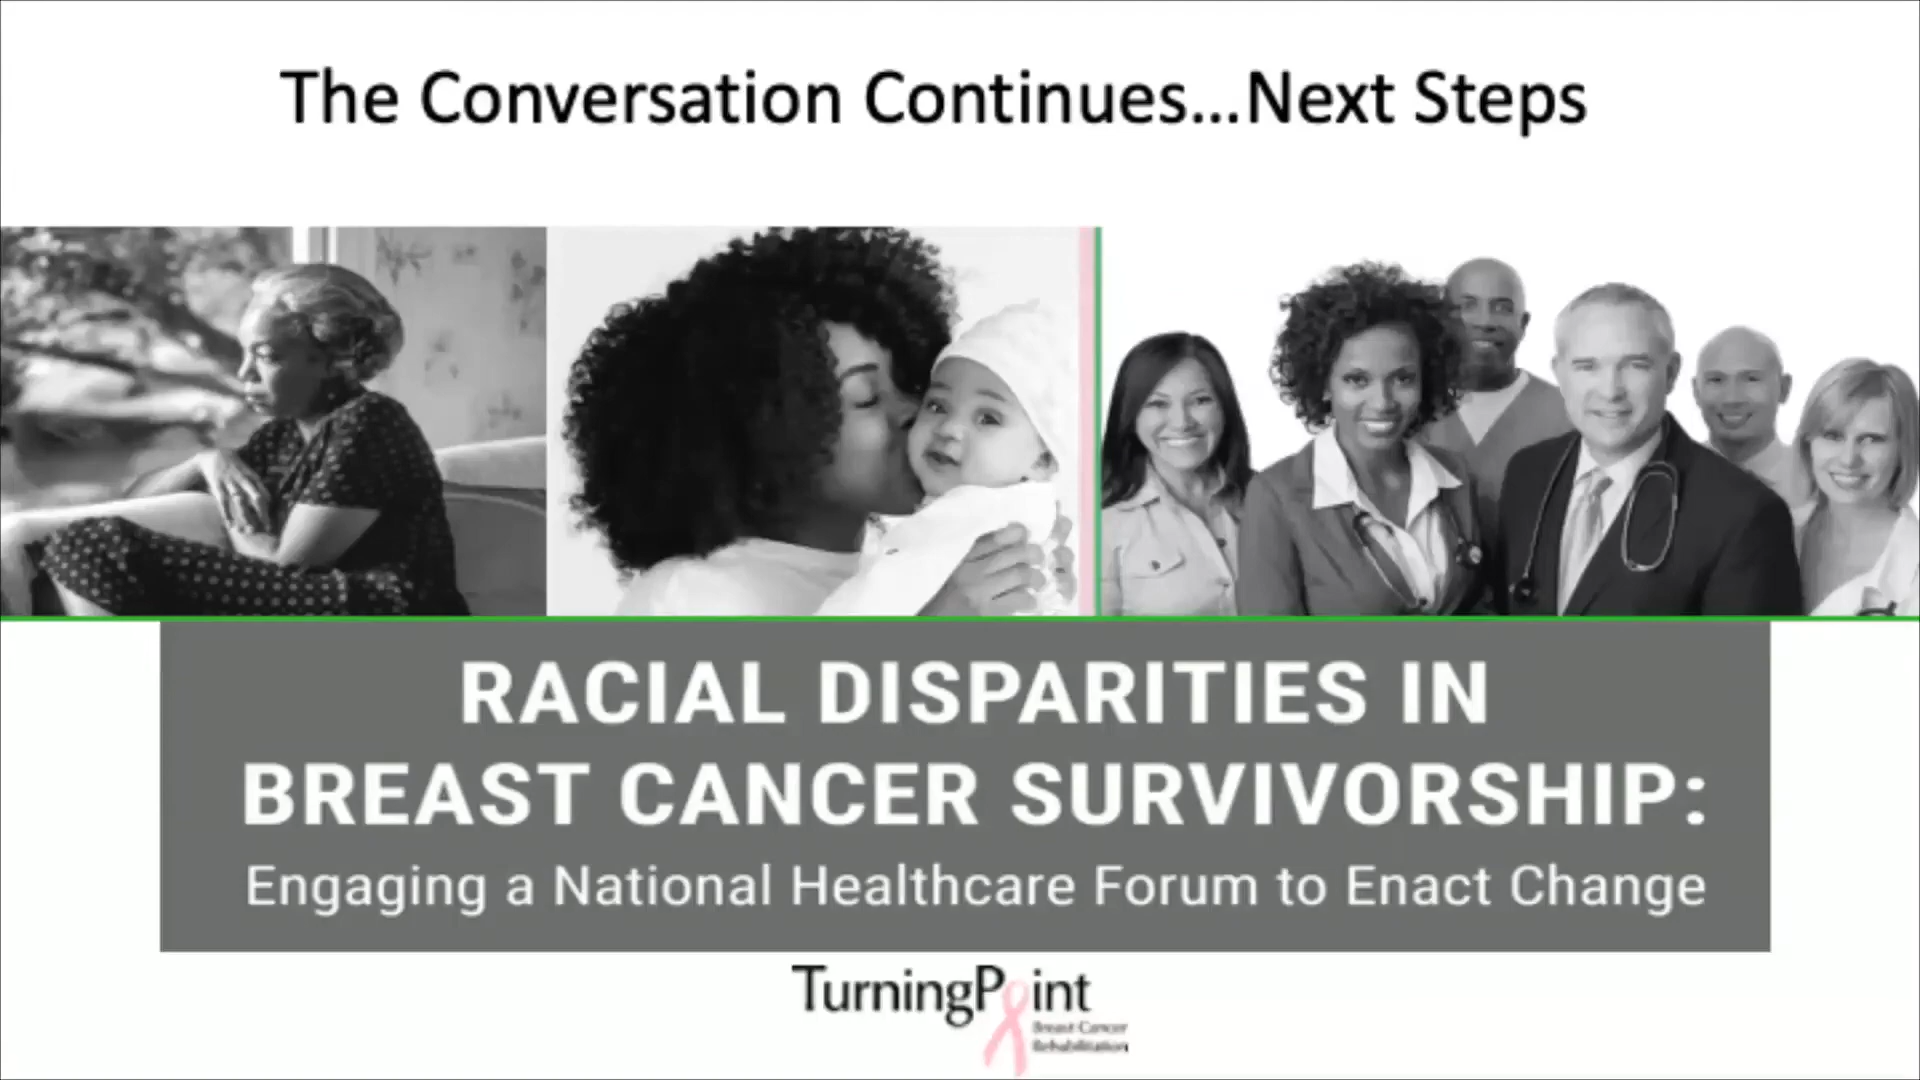 The Conversation Continues...Next Steps
RACIAL DISPARITIES IN
BREAST CANCER SURVIVORSHIP:
Engaging a National Healthcare Forum to Enact Change
TurningPoint
Breast Cancer
Rehabilitation